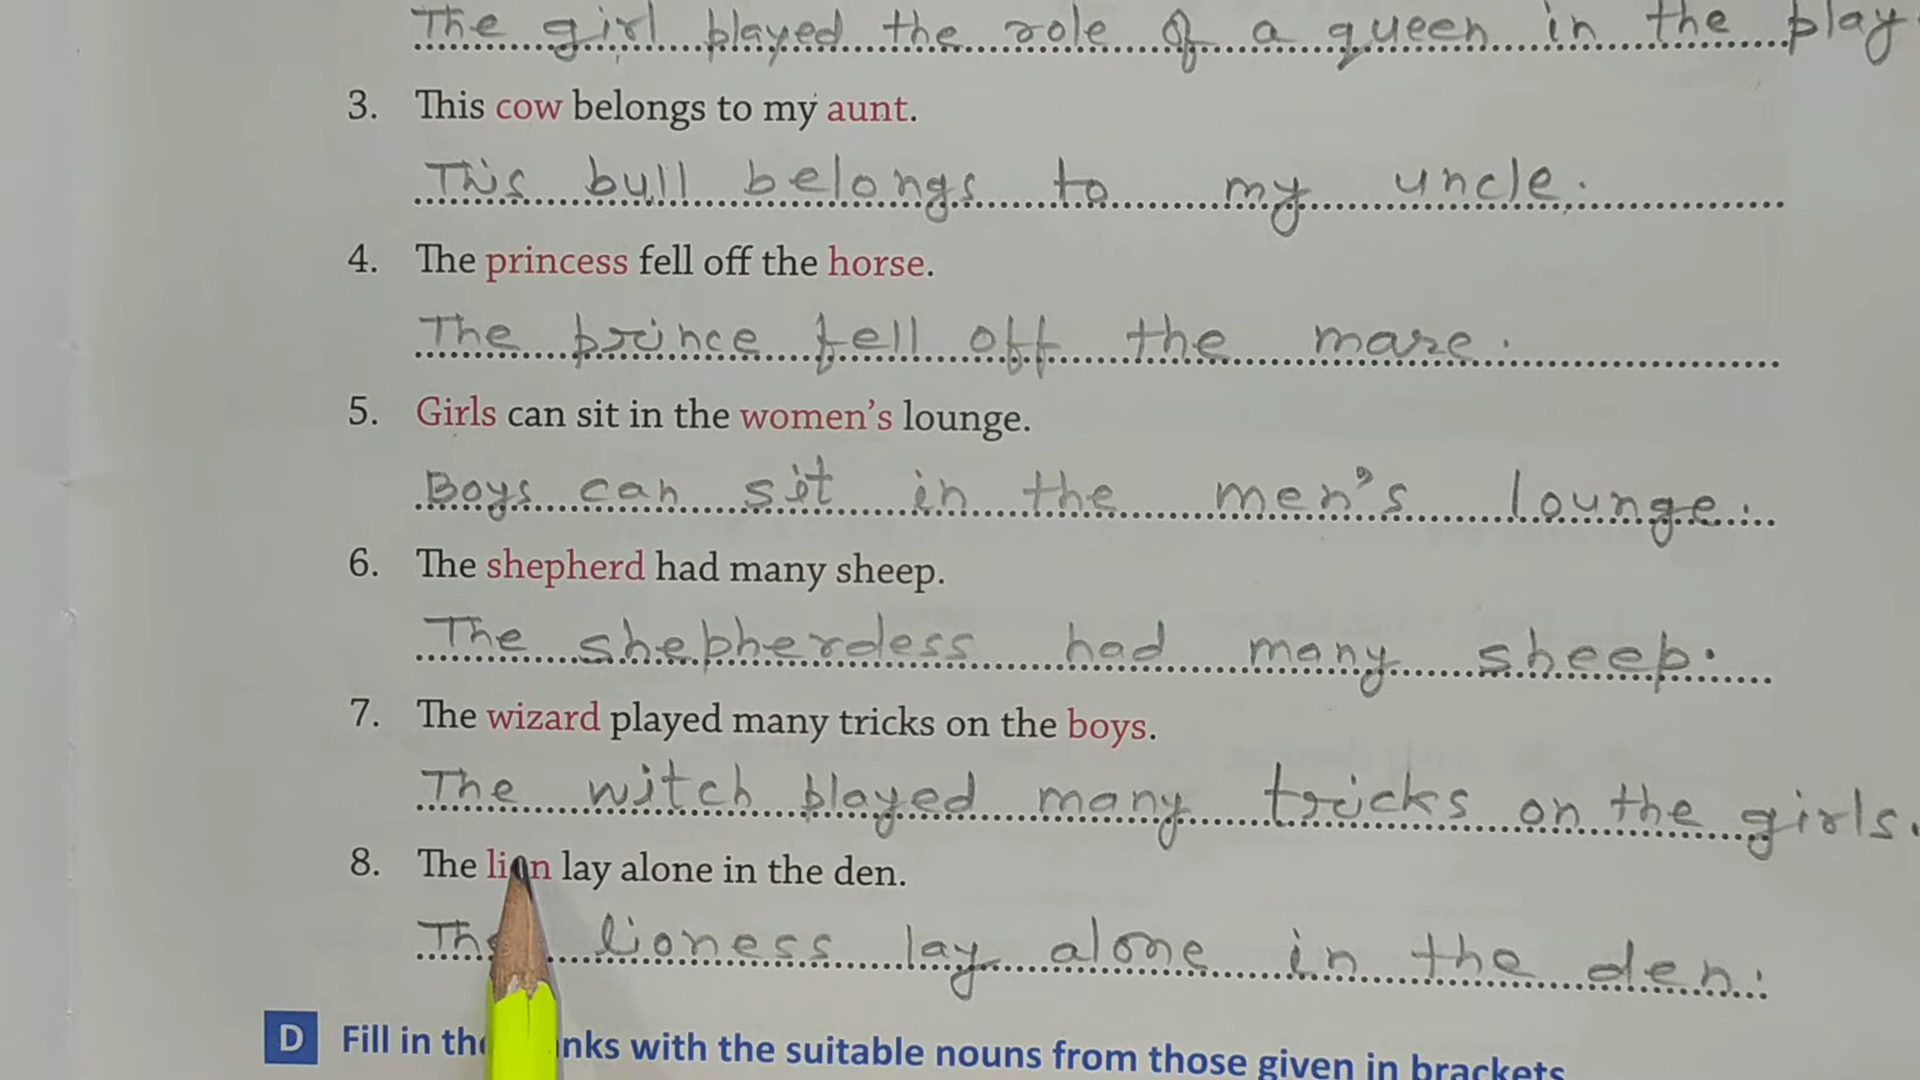 The girl played the role of a queen in the play
3. This cow belongs to my aunt.
This bull belongs to my uncle.
4. The princess fell off the horse.
The prince fell off the mare.
5. Girls can sit in the women's lounge.
Boys can sit in the men's lounge.
6. The shepherd had many sheep.
The shepherdess had many sheep.
7. The wizard played many tricks on the boys.
The witch played many tricks on the girls.
8. The lion lay alone in the den.
The lioness lay alone in the den.
D Fill in the blanks with the suitable nouns from those given in brackets